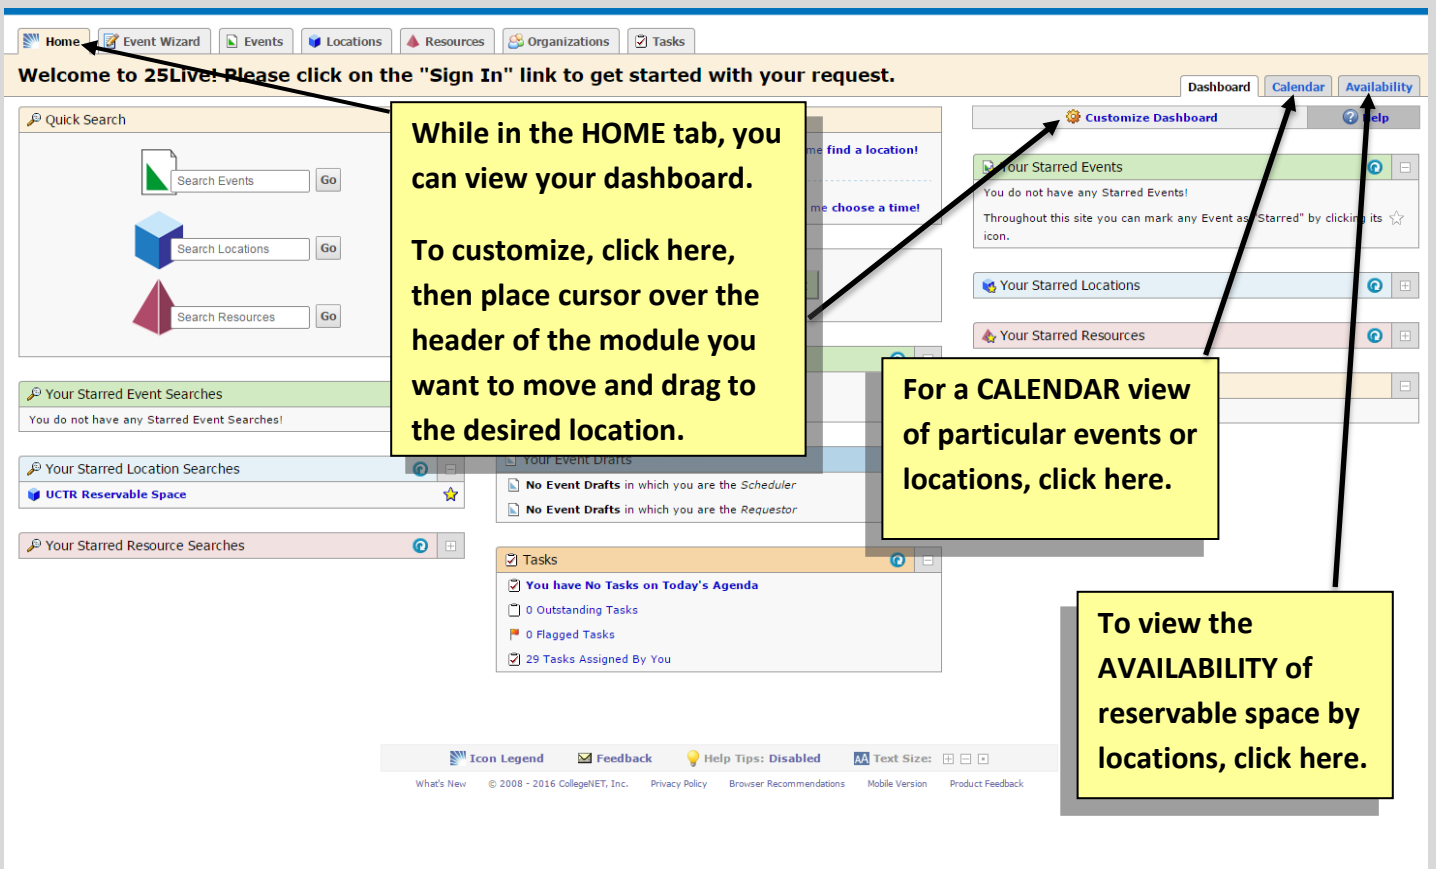 Home
Event Wizard
Events
Locations
Resources
Organizations
Tasks
Welcome to 25Live! Please click on the "Sign In" link to get started with your request.
Dashboard
Calendar
Availability
Quick Search
Search Events
Go
Search Locations
Go
Search Resources
Go
Your Starred Event Searches
You do not have any Starred Event Searches!
Your Starred Location Searches
UCTR Reservable Space
Your Starred Resource Searches
While in the HOME tab, you
can view your dashboard.
To customize, click here,
then place cursor over the
header of the module you
want to move and drag to
the desired location.
find a location!
me choose a time!
Your Event Drafts
No Event Drafts in which you are the Scheduler
No Event Drafts in which you are the Requestor
Tasks
You have No Tasks on Today's Agenda
0 Outstanding Tasks
0 Flagged Tasks
29 Tasks Assigned By You
Customize Dashboard
Help
Your Starred Events
You do not have any Starred Events!
Throughout this site you can mark any Event as "Starred" by clicking its
icon.
Your Starred Locations
Your Starred Resources
For a CALENDAR view
of particular events or
locations, click here.
To view the
AVAILABILITY of
reservable space by
locations, click here.
Icon Legend
Feedback
Help Tips: Disabled
AA Text Size:
What's New
© 2008 - 2016 CollegeNET, Inc.
Privacy Policy
Browser Recommendations
Mobile Version
Product Feedback